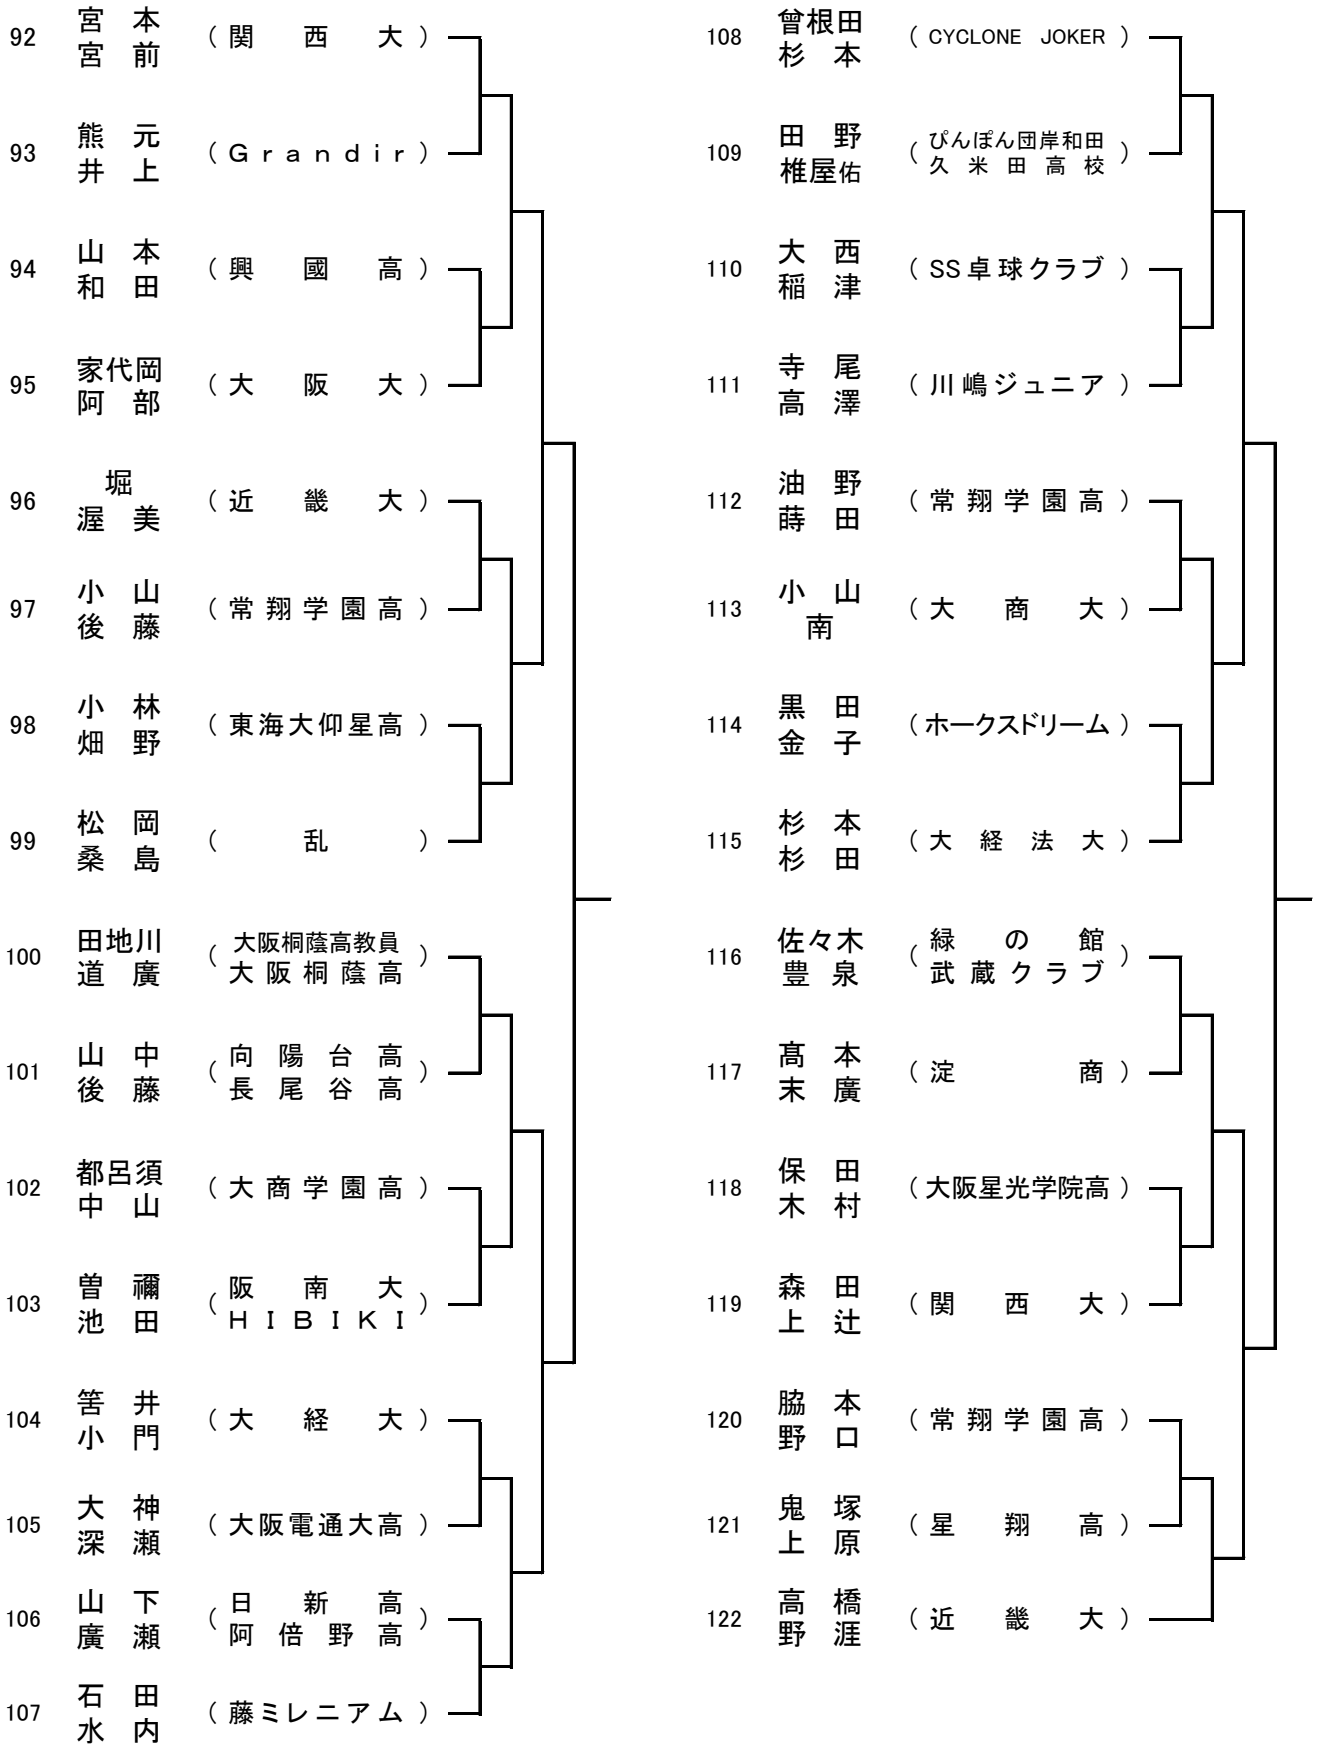 92 宮本 宮前 (関西大)
93 熊元 井上 (Grandir)
94 山本 和田 (興國高)
95 家代岡 阿部 (大阪大)
96 堀 渥美 (近畿大)
97 小山 後藤 (常翔学園高)
98 小林 畑野 (東海大仰星高)
99 松岡 桑島 (乱)
100 田地川 道廣 (大阪桐蔭高教員 大阪桐蔭高)
101 山中 後藤 (向陽台高 長尾谷高)
102 都呂須 中山 (大商学園高)
103 曽禰 池田 (阪南大 HIBIKI)
104 筈井 小門 (大経大)
105 大神 深瀬 (大阪電通大高)
106 山下 廣瀬 (日新高 阿倍野高)
107 石田 水内 (藤ミレニアム)
108 曾根田 杉本 (CYCLONE JOKER)
109 田野 椎屋佑 (ぴんぽん団岸和田 久米田高校)
110 大西 稲津 (SS卓球クラブ)
111 寺尾 高澤 (川嶋ジュニア)
112 油野 蒔田 (常翔学園高)
113 小山 南 (大商大)
114 黒田 金子 (ホークスドリーム)
115 杉本 杉田 (大経法大)
116 佐々木 豊泉 (緑の館 武蔵クラブ)
117 髙本 末廣 (淀商)
118 保田 木村 (大阪星光学院高)
119 森田 上辻 (関西大)
120 脇本 野口 (常翔学園高)
121 鬼塚 上原 (星翔高)
122 高橋 野涯 (近畿大)